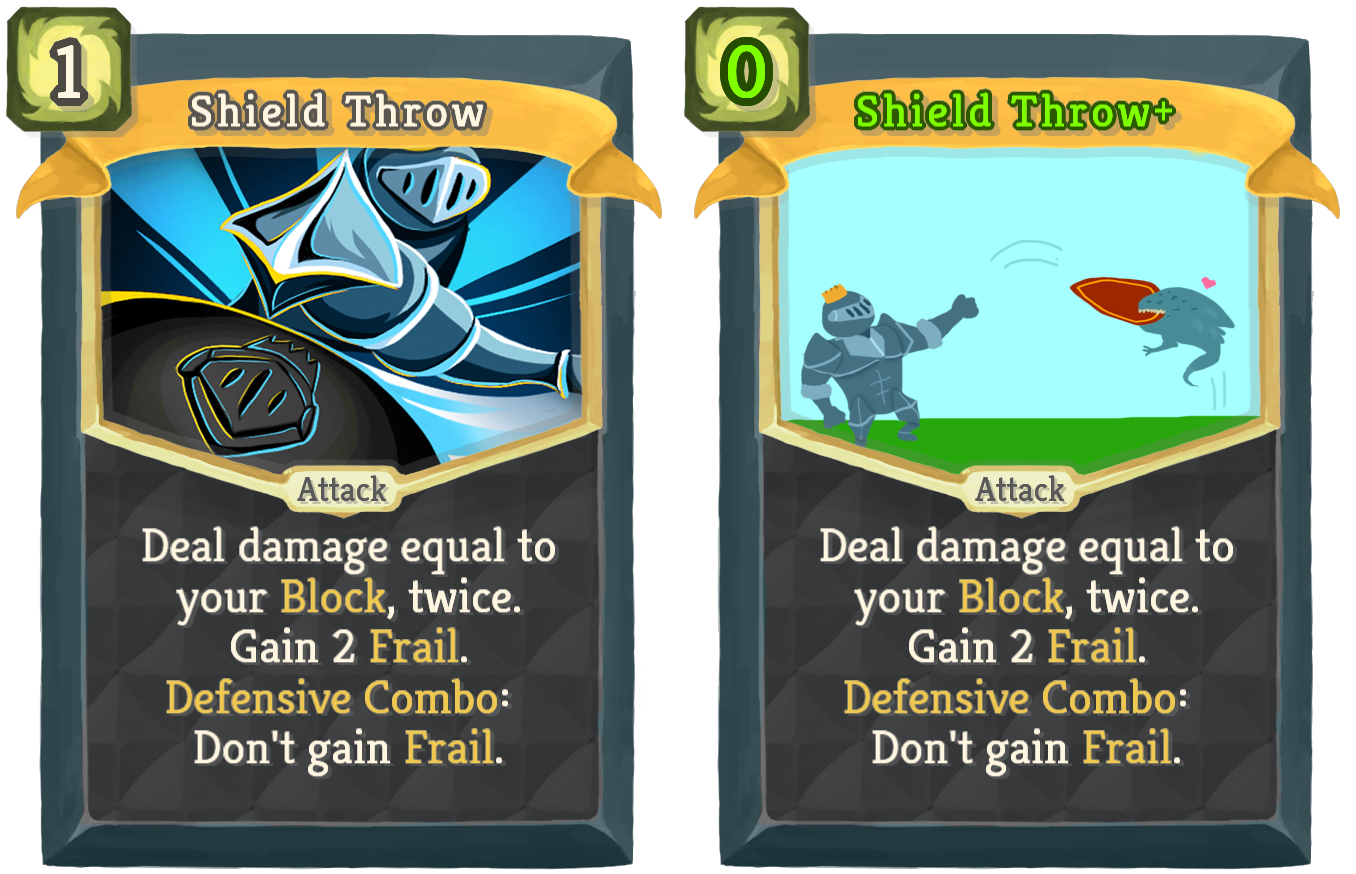 1
Shield Throw
Attack
Deal damage equal to
your Block, twice.
Gain 2 Frail.
Defensive Combo:
Don't gain Frail.
0
Shield Throw+
Attack
Deal damage equal to
your Block, twice.
Gain 2 Frail.
Defensive Combo:
Don't gain Frail.